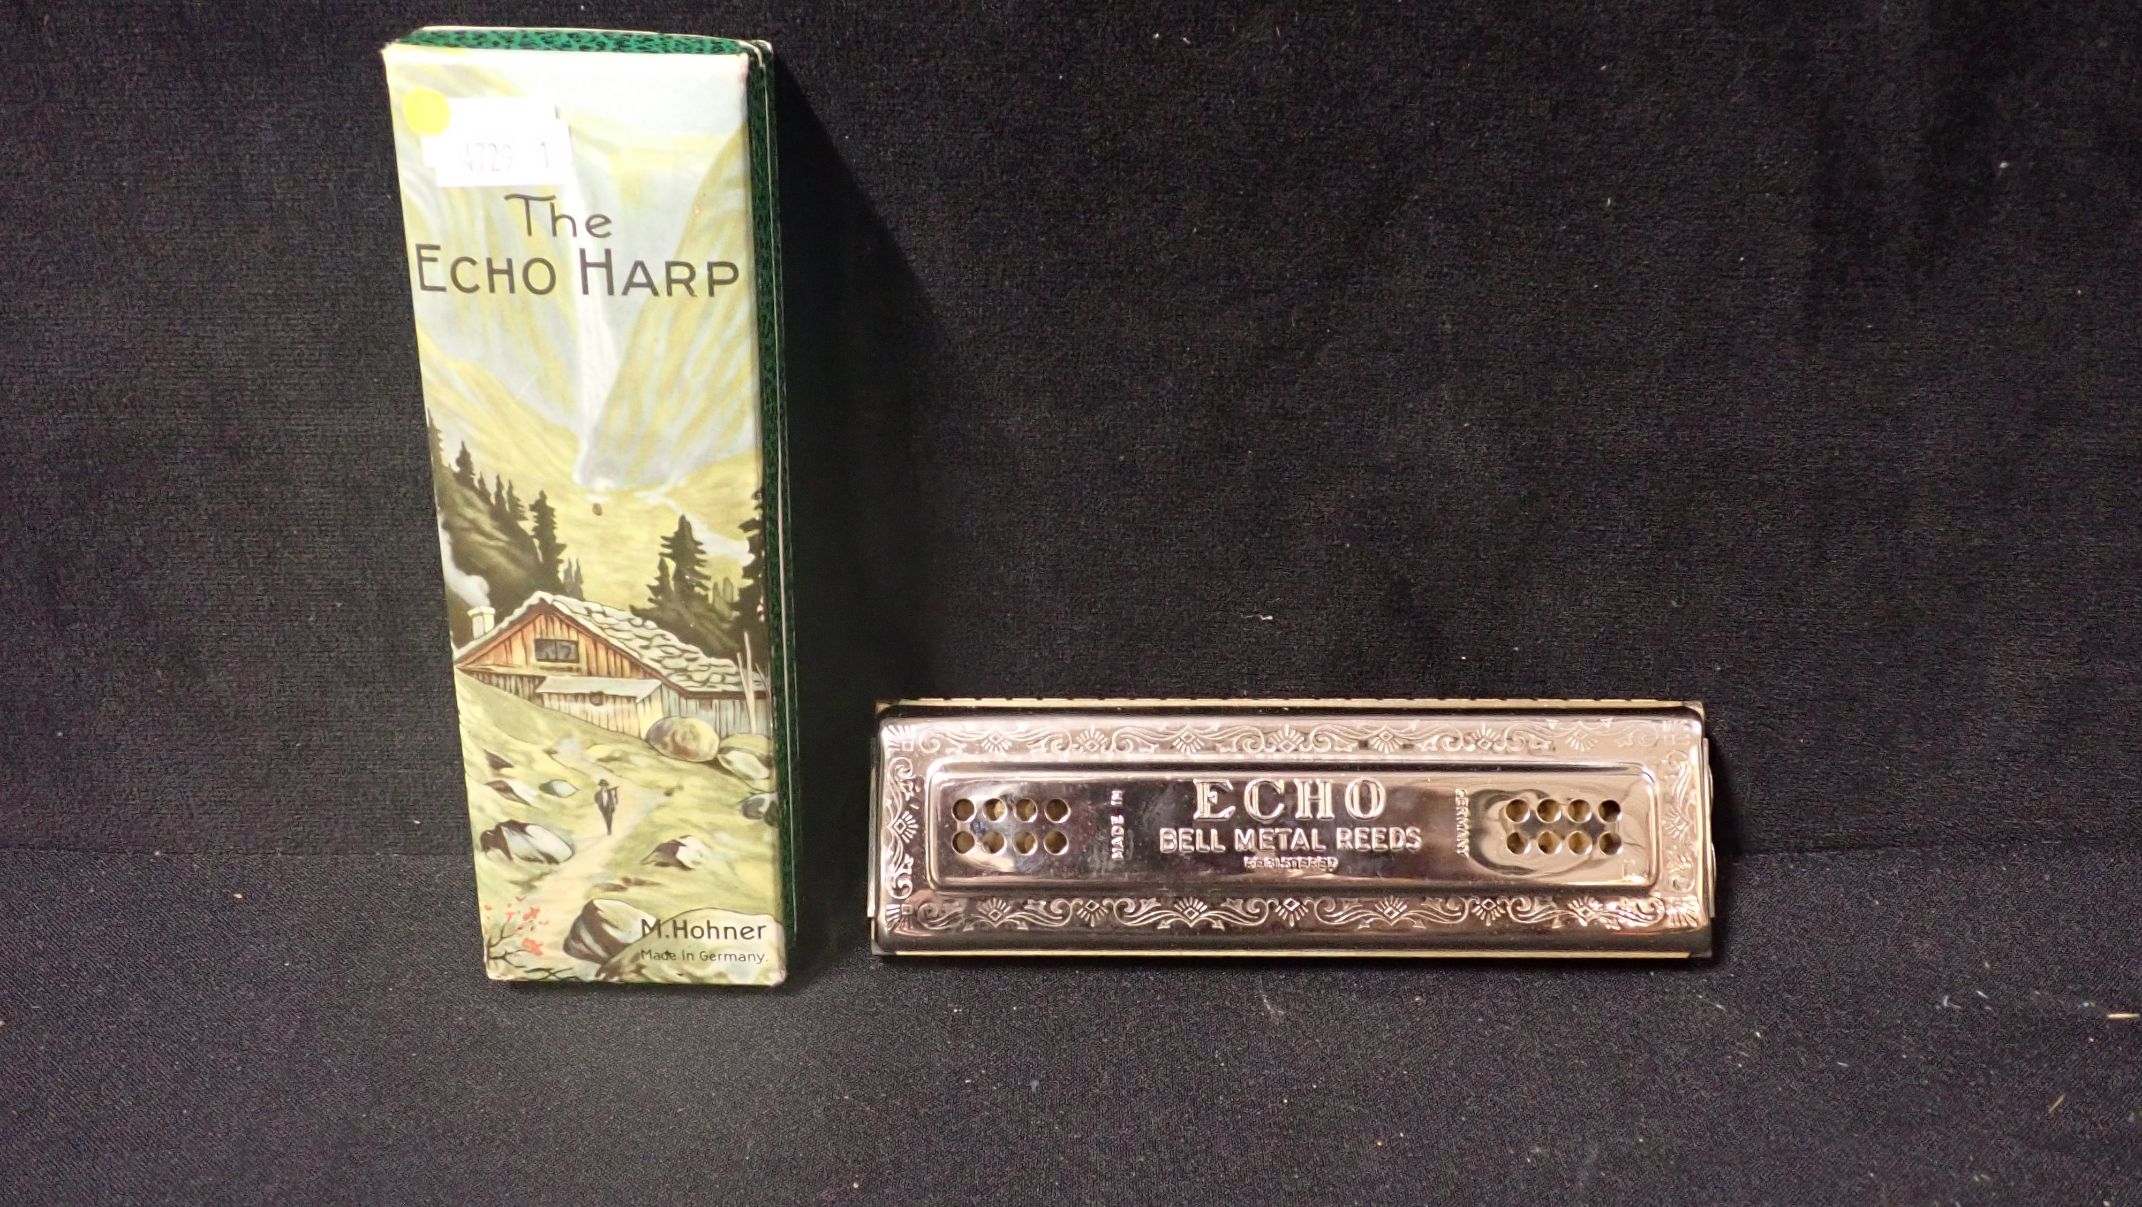 The
ECHO HARP
M.Hohner
Made in Germany.
MADE IN
ECHO
BELL METAL REEDS
GERMANY